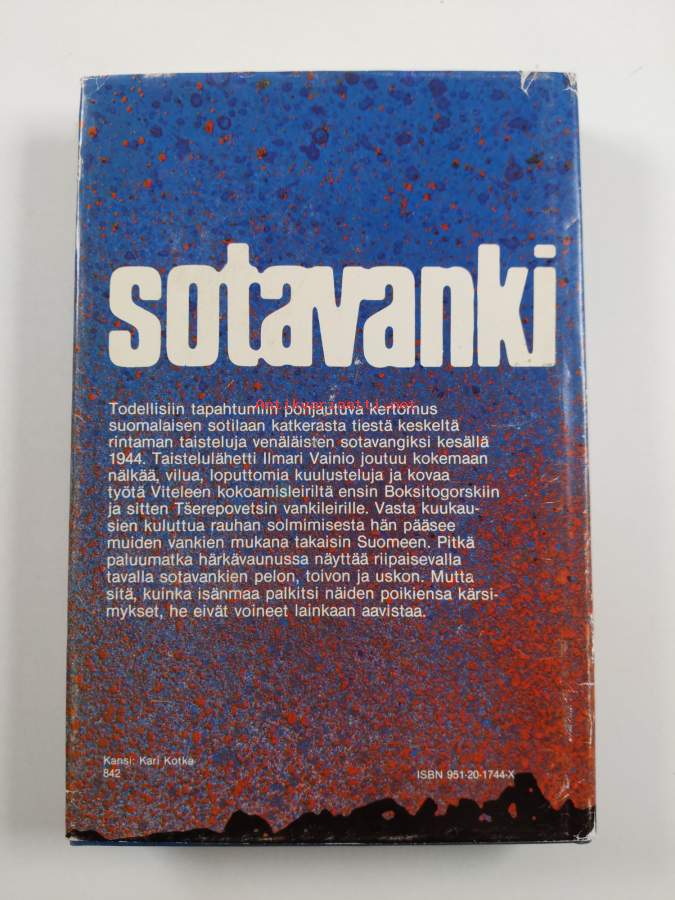 sotavanki
Todellisiin tapahtumiin pohjautuva kertomus
suomalaisen sotilaan katkerasta tiestä keskeltä
rintaman taisteluja venäläisten sotavangiksi kesällä
1944. Taistelulähetti Ilmari Vainio joutuu kokemaan
nälkää, vilua, loputtomia kuulusteluja ja kovaa
työtä Viteleen kokoamisleiriltä ensin Boksitogorskiin
ja sitten Tšerepovetsin vankileirille. Vasta kuukau-
sien kuluttua rauhan solmimisesta hän pääsee
muiden vankien mukana takaisin Suomeen. Pitkä
paluumatka härkävaunussa näyttää riipaisevalla
tavalla sotavankien pelon, toivon ja uskon. Mutta
sitä, kuinka isänmaa palkitsi näiden poikiensa kärsi-
mykset, he eivät voineet lainkaan aavistaa.
Kansi: Kari Kotka
842
ISBN 951-20-1744-X